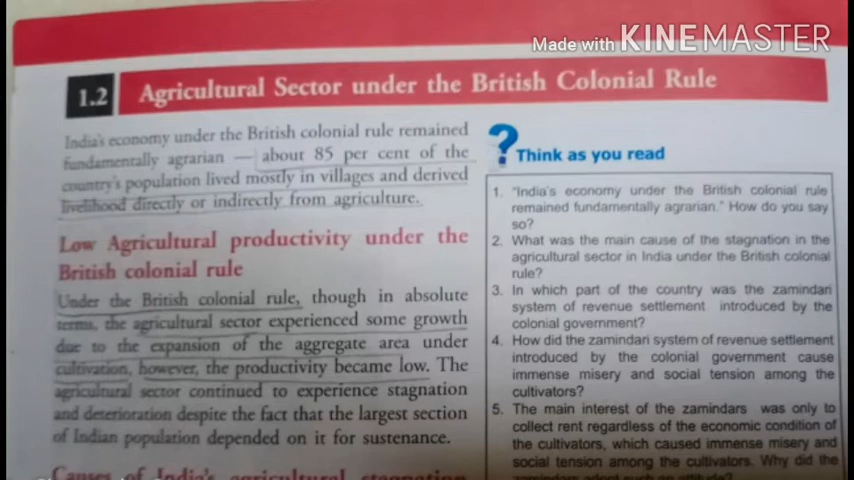 Made with KINEMASTER
1.2 Agricultural Sector under the British Colonial Rule
India's economy under the British colonial rule remained
fundamentally agrarian — about 85 per cent of the
country's population lived mostly in villages and derived
livelihood directly or indirectly from agriculture.
Low Agricultural productivity under the
British colonial rule
Under the British colonial rule, though in absolute
terms, the agricultural sector experienced some growth
due to the expansion of the aggregate area under
cultivation, however, the productivity became low. The
agricultural sector continued to experience stagnation
and deterioration despite the fact that the largest section
of Indian population depended on it for sustenance.
Causes of India's agricultural stagnation
? Think as you read
1. "India's economy under the British colonial rule
remained fundamentally agrarian." How do you say
so?
2. What was the main cause of the stagnation in the
agricultural sector in India under the British colonial
rule?
3. In which part of the country was the zamindari
system of revenue settlement introduced by the
colonial government?
4. How did the zamindari system of revenue settlement
introduced by the colonial government cause
immense misery and social tension among the
cultivators?
5. The main interest of the zamindars was only to
collect rent regardless of the economic condition of
the cultivators, which caused immense misery and
social tension among the cultivators. Why did the
zamindars adopt such an attitude?